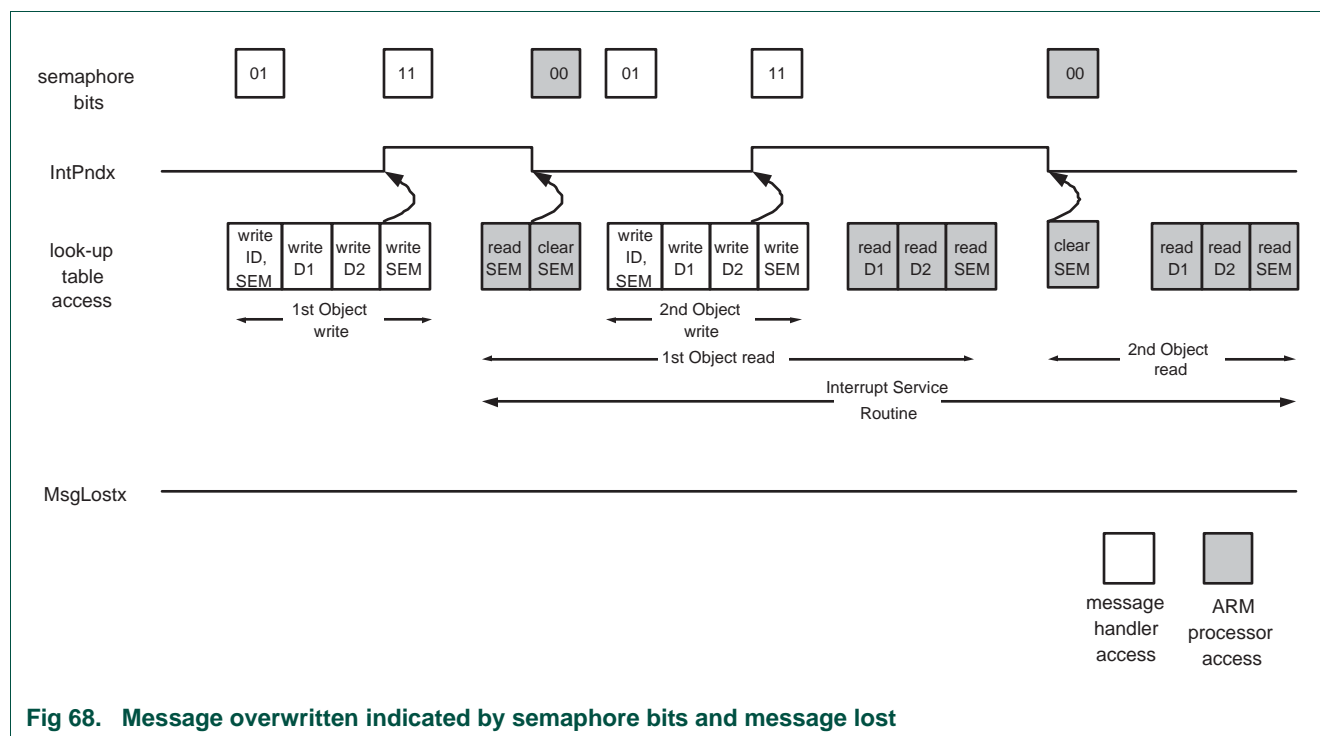 semaphore
bits
01
11
00
01
11
00
IntPndx
look-up
table
access
write
ID,
SEM
write
D1
write
D2
write
SEM
read
SEM
clear
SEM
write
ID,
SEM
write
D1
write
D2
write
SEM
read
D1
read
D2
read
SEM
clear
SEM
read
D1
read
D2
read
SEM
1st Object
write
2nd Object
write
1st Object read
2nd Object
read
Interrupt Service
Routine
MsgLostx
message
handler
access
ARM
processor
access
Fig 68. Message overwritten indicated by semaphore bits and message lost